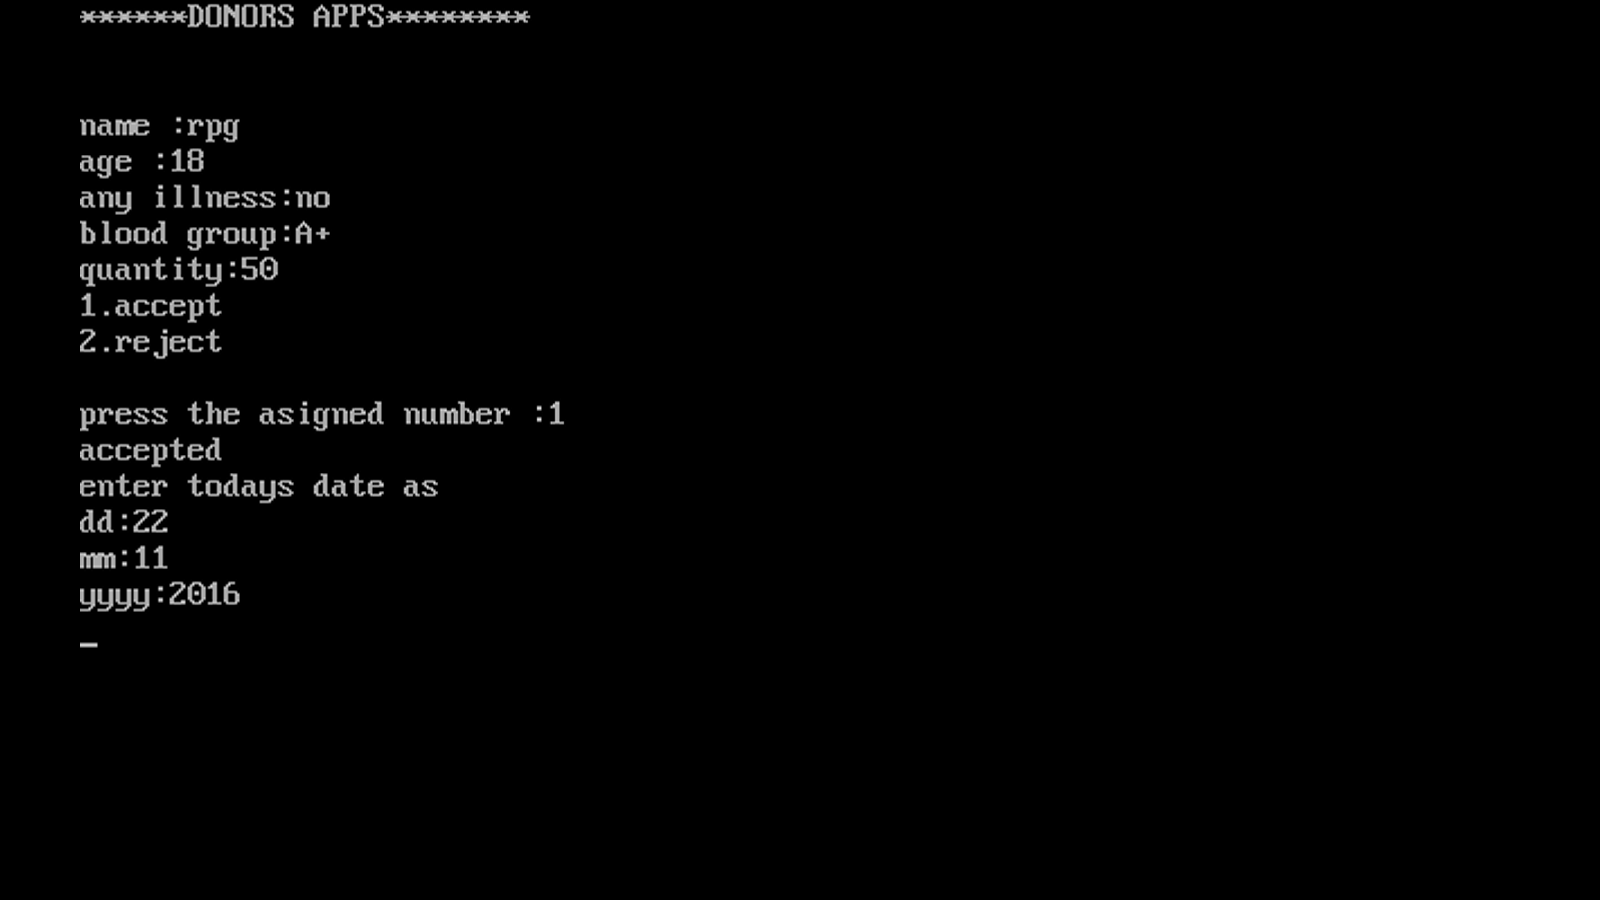 ******DONORS APPS********
name :rpg
age :18
any illness:no
blood group:A+
quantity:50
1.accept
2.reject
press the asigned number :1
accepted
enter todays date as
dd:22
mm:11
yyyy:2016
_